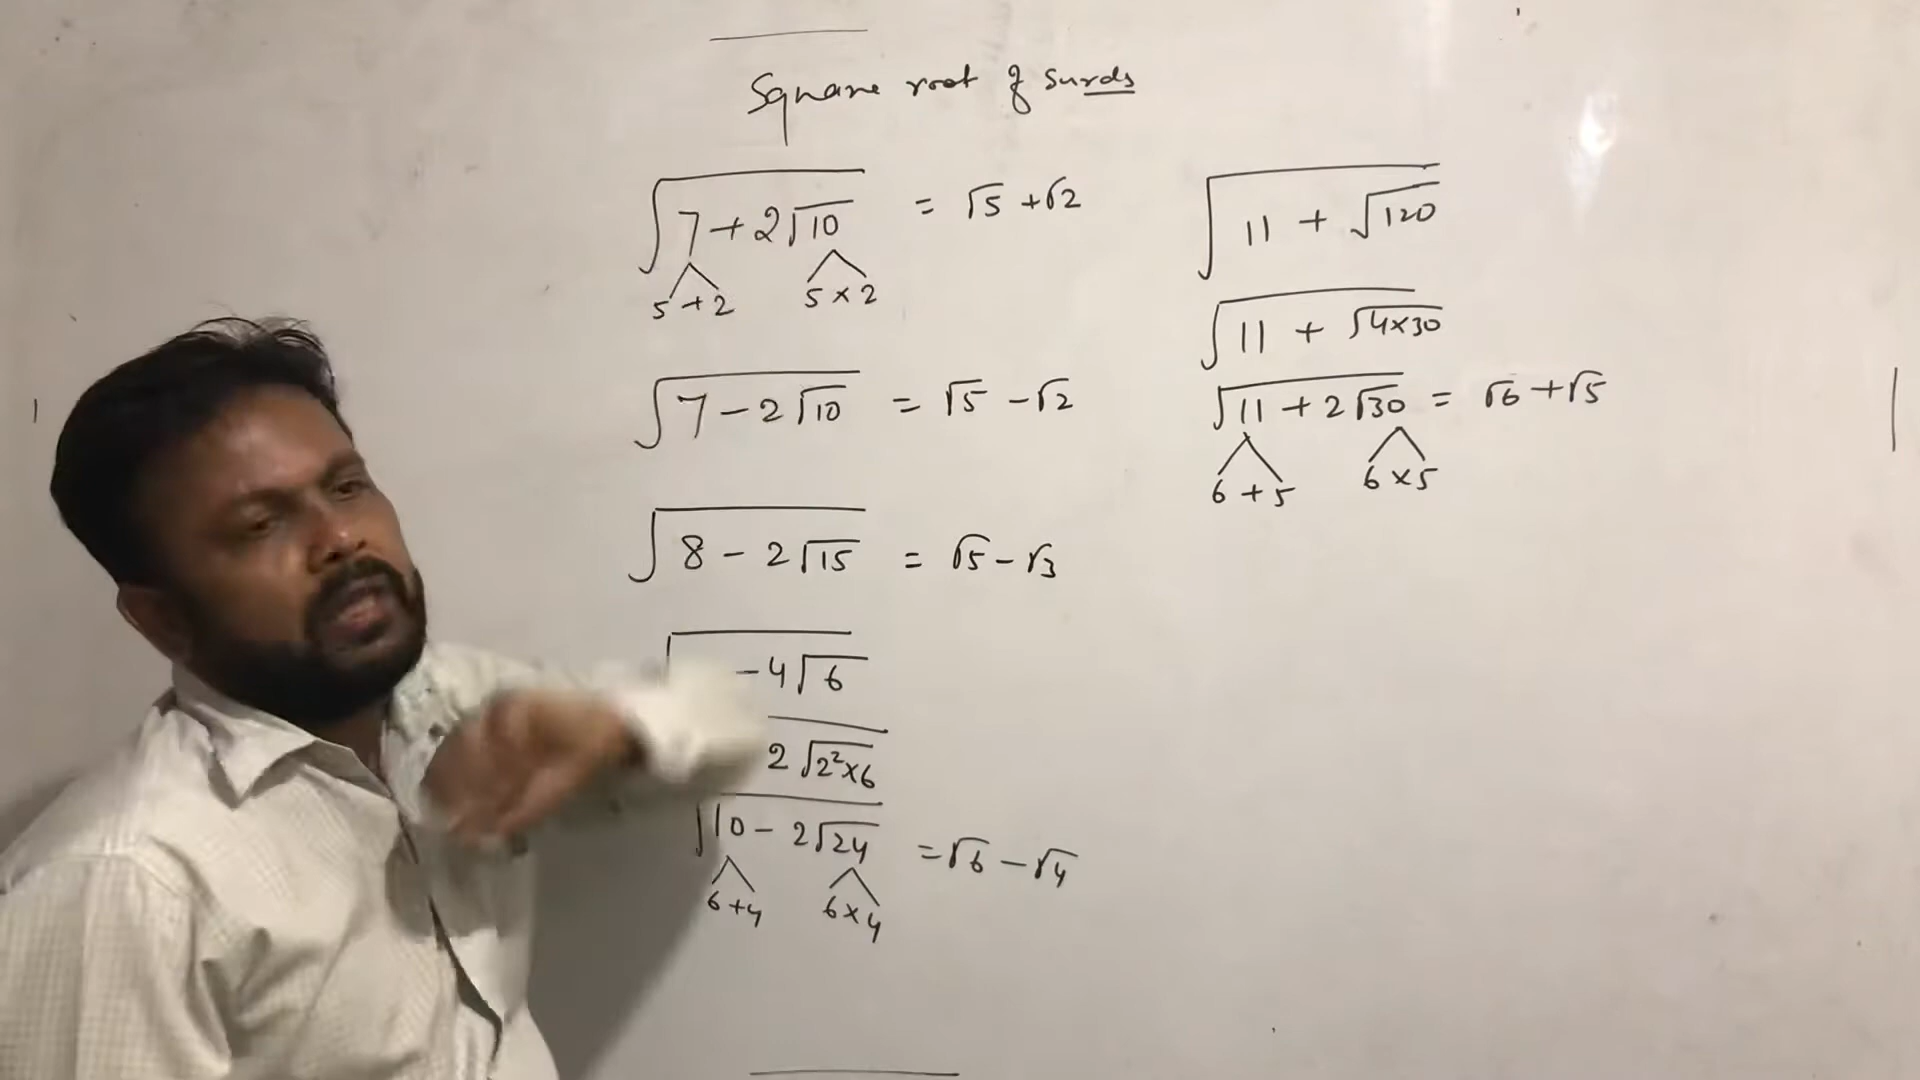 Square root of surds
√(7 + 2√10) = √5 + √2
5 + 2 5 × 2
√(7 − 2√10) = √5 − √2
√(8 − 2√15) = √5 − √3
− 4√6
2√(2² × 6)
√(10 − 2√24) = √6 − √4
6 + 4 6 × 4
√(11 + √120)
√(11 + √(4×30))
√(11 + 2√30) = √6 + √5
6 + 5 6 × 5